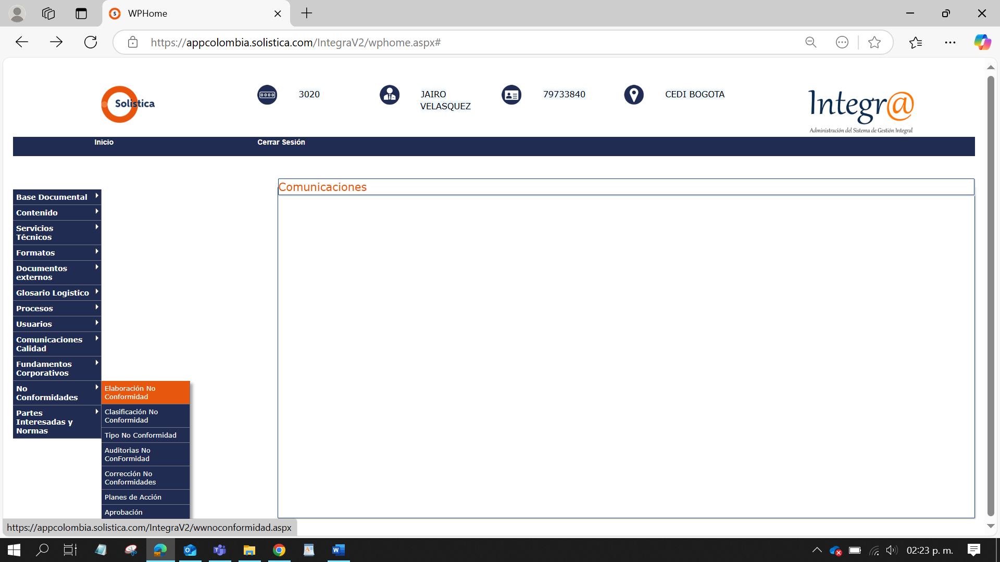 WPHome
https://appcolombia.solistica.com/IntegraV2/wphome.aspx#
Solistica
3020
JAIRO
VELASQUEZ
79733840
CEDI BOGOTA
Integr@
Administración del Sistema de Gestión Integral
Inicio
Cerrar Sesión
Comunicaciones
Base Documental
Contenido
Servicios
Técnicos
Formatos
Documentos
externos
Glosario Logistico
Procesos
Usuarios
Comunicaciones
Calidad
Fundamentos
Corporativos
No
Conformidades
Partes
Interesadas y
Normas
Elaboración No
Conformidad
Clasificación No
Conformidad
Tipo No Conformidad
Auditorias No
ConFormidad
Corrección No
Conformidades
Planes de Acción
Aprobación
https://appcolombia.solistica.com/IntegraV2/wwnoconformidad.aspx
02:23 p. m.